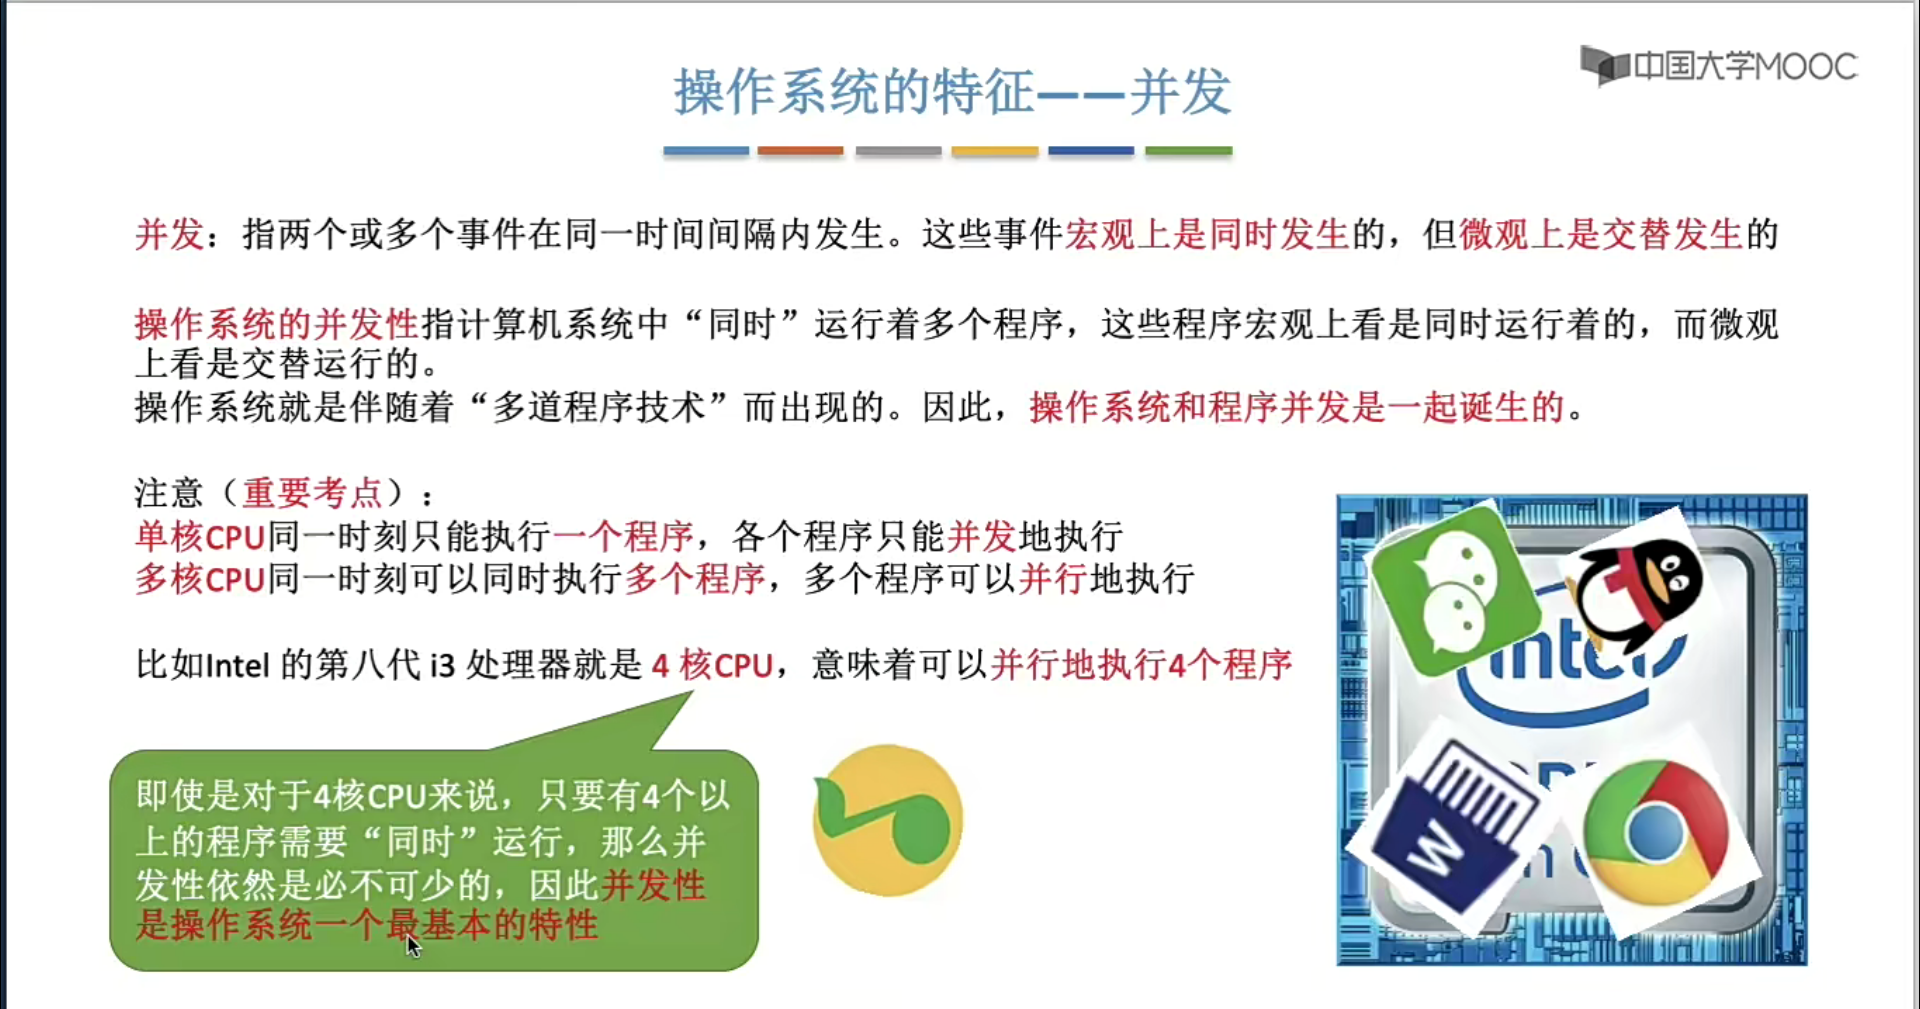 中国大学MOOC
操作系统的特征——并发
并发：指两个或多个事件在同一时间间隔内发生。这些事件宏观上是同时发生的，但微观上是交替发生的
操作系统的并发性指计算机系统中“同时”运行着多个程序，这些程序宏观上看是同时运行着的，而微观
上看是交替运行的。
操作系统就是伴随着“多道程序技术”而出现的。因此，操作系统和程序并发是一起诞生的。
注意（重要考点）：
单核CPU同一时刻只能执行一个程序，各个程序只能并发地执行
多核CPU同一时刻可以同时执行多个程序，多个程序可以并行地执行
比如Intel 的第八代 i3 处理器就是 4 核CPU，意味着可以并行地执行4个程序
即使是对于4核CPU来说，只要有4个以
上的程序需要“同时”运行，那么并
发性依然是必不可少的，因此并发性
是操作系统一个最基本的特性
intel
W